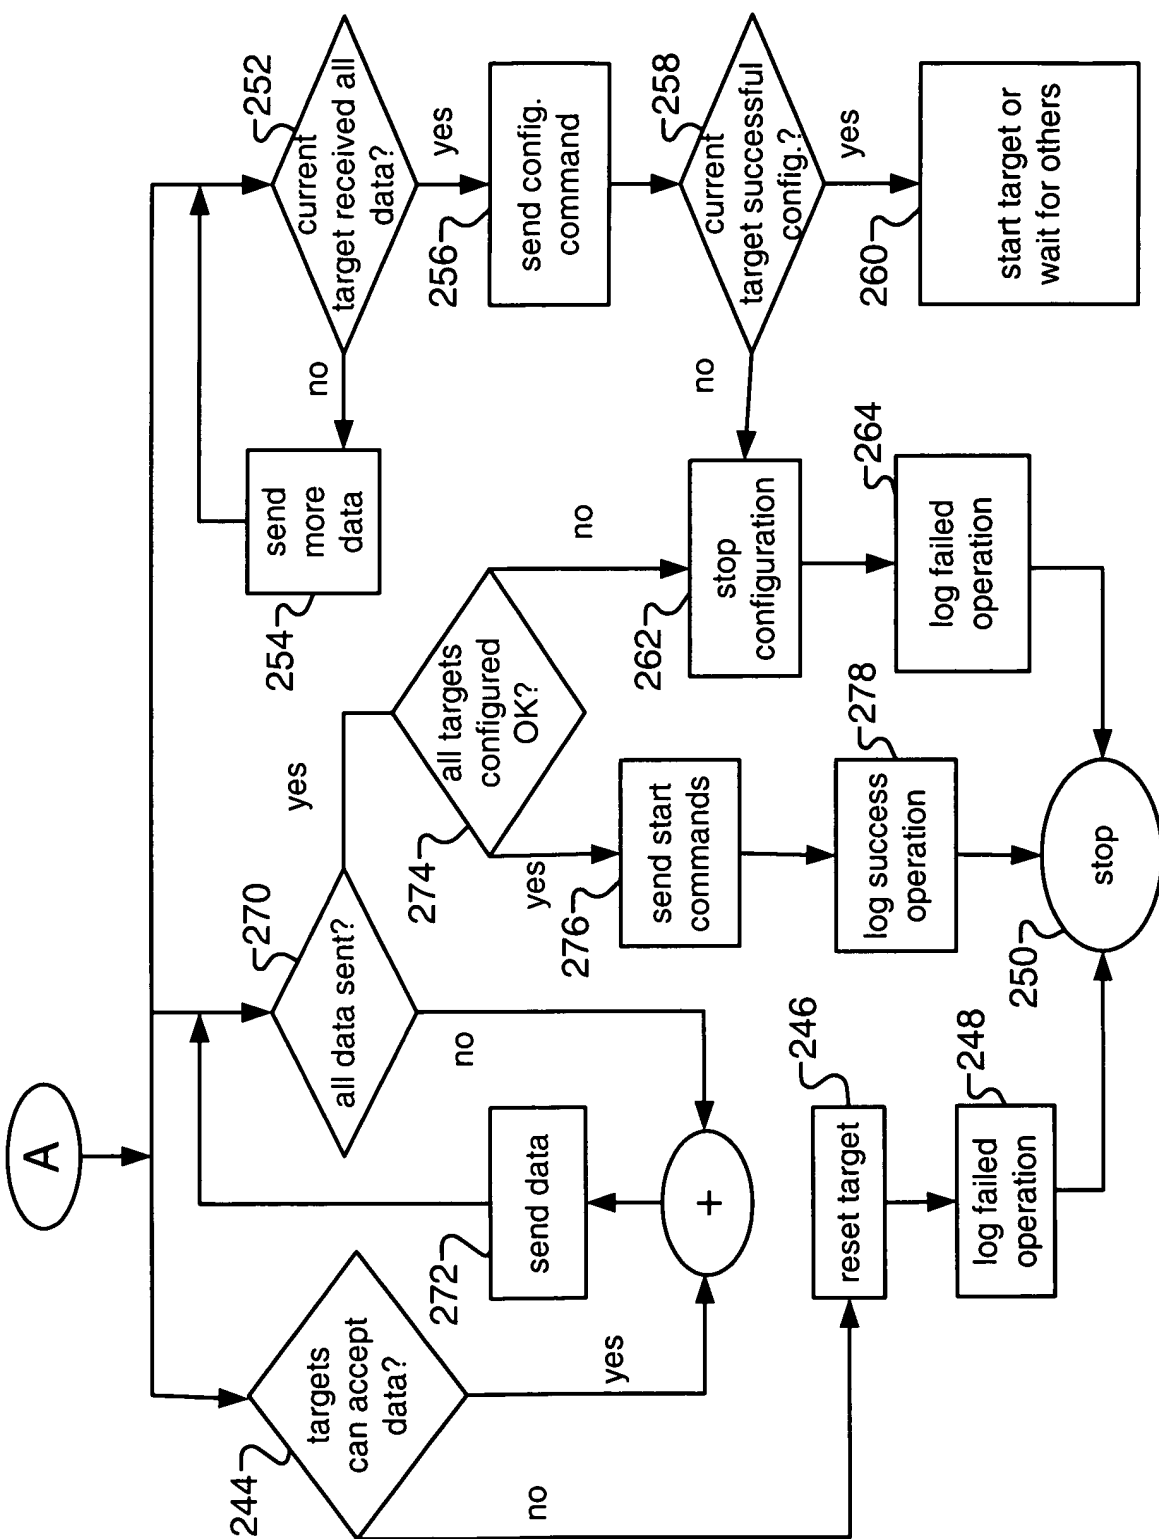 A
244
targets
can accept
data?
yes
no
272
send data
+
270
all data sent?
no
yes
252
current
target received all
data?
no
yes
254
send
more
data
256
send config.
command
258
current
target successful
config.?
no
yes
260
start target or
wait for others
274
all targets
configured
OK?
yes
no
262
stop
configuration
264
log failed
operation
276
send start
commands
278
log success
operation
246
reset target
248
log failed
operation
250
stop